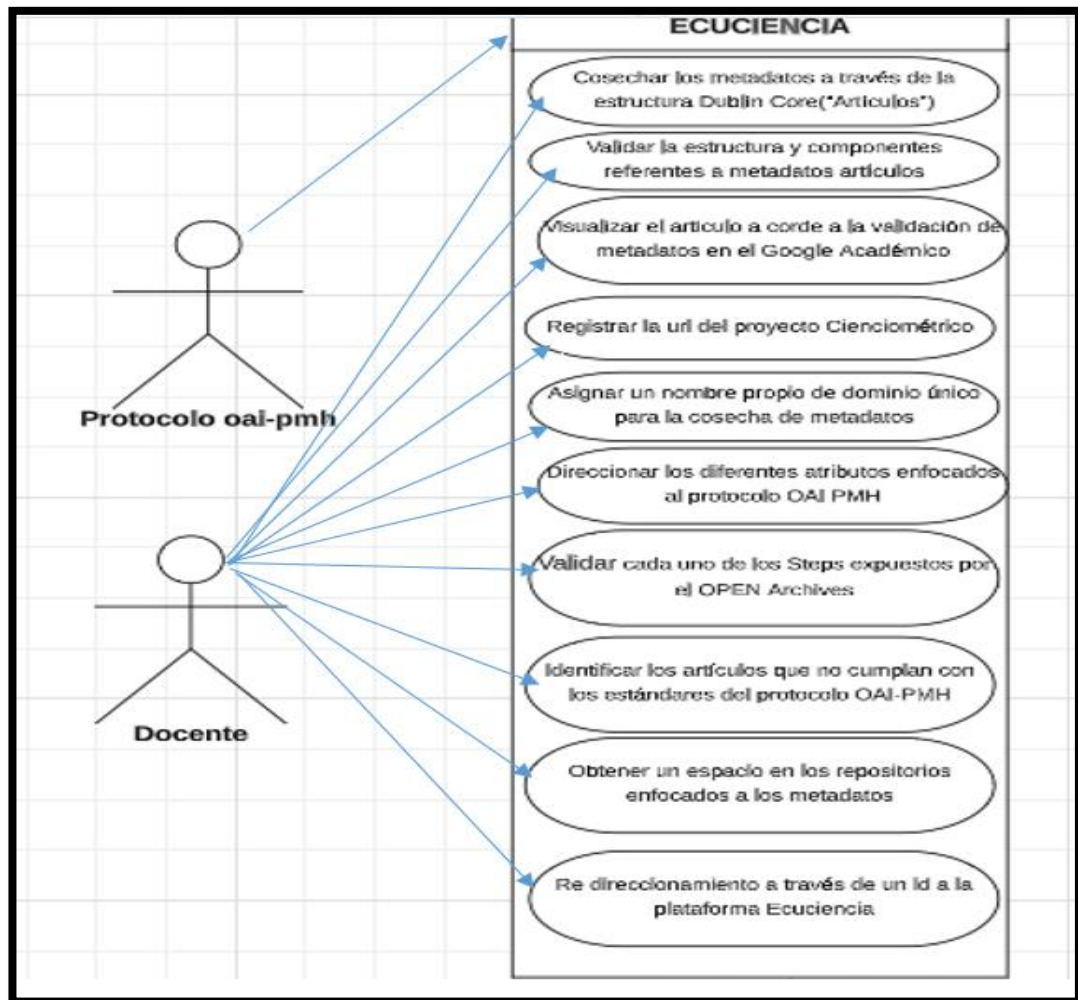 ECUCIENCIA
Cosechar los metadatos a través de la
estructura Dublin Core("Articulos")
Validar la estructura y componentes
referentes a metadatos artículos
Visualizar el articulo a corde a la validación de
metadatos en el Google Académico
Registrar la url del proyecto Cienciométrico
Asignar un nombre propio de dominio único
para la cosecha de metadatos
Direccionar los diferentes atributos enfocados
al protocolo OAI PMH
Validar cada uno de los Steps expuestos por
el OPEN Archives
Identificar los artículos que no cumplan con
los estándares del protocolo OAI-PMH
Obtener un espacio en los repositorios
enfocados a los metadatos
Re direccionamiento a través de un id a la
plataforma Ecuciencia
Protocolo oai-pmh
Docente